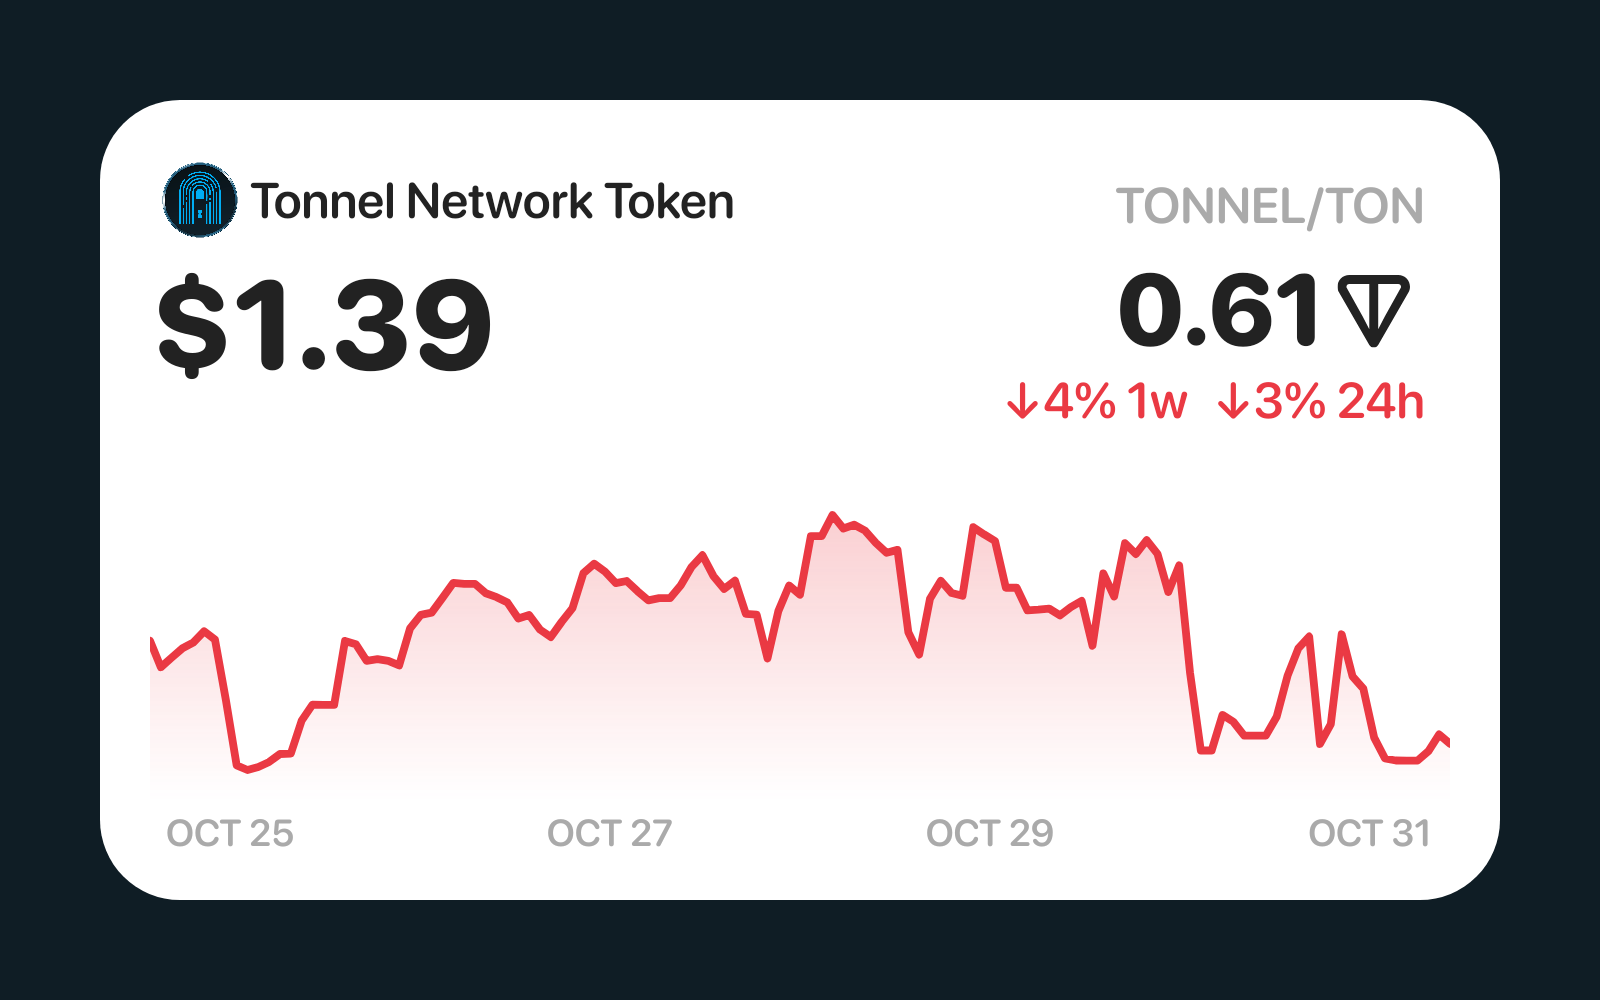 Tonnel Network Token
TONNEL/TON
$1.39
0.61
↓4% 1w ↓3% 24h
OCT 25 OCT 27 OCT 29 OCT 31